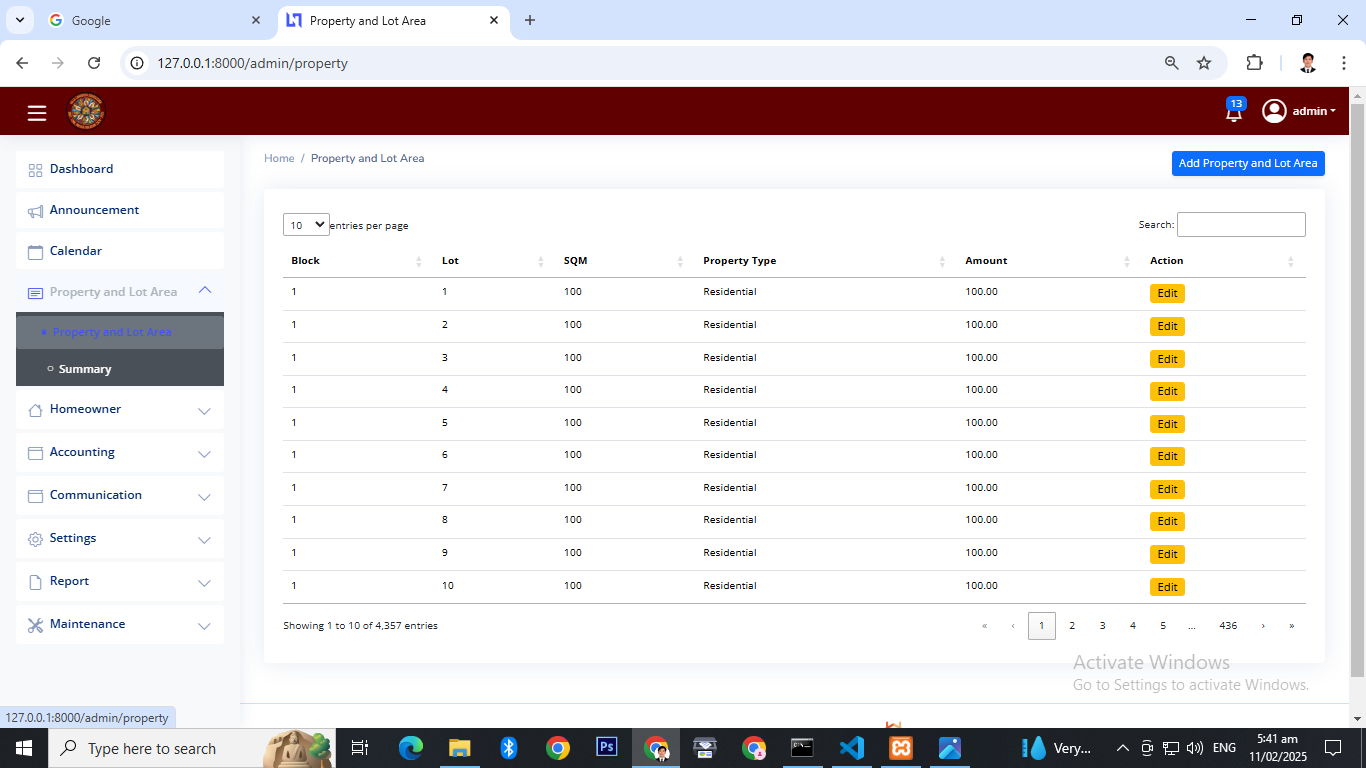 Google
Property and Lot Area
127.0.0.1:8000/admin/property
13
admin
Dashboard
Announcement
Calendar
Property and Lot Area
Property and Lot Area
Summary
Homeowner
Accounting
Communication
Settings
Report
Maintenance
Home / Property and Lot Area
Add Property and Lot Area
10 entries per page
Search:
Block Lot SQM Property Type Amount Action
1 1 100 Residential 100.00 Edit
1 2 100 Residential 100.00 Edit
1 3 100 Residential 100.00 Edit
1 4 100 Residential 100.00 Edit
1 5 100 Residential 100.00 Edit
1 6 100 Residential 100.00 Edit
1 7 100 Residential 100.00 Edit
1 8 100 Residential 100.00 Edit
1 9 100 Residential 100.00 Edit
1 10 100 Residential 100.00 Edit
Showing 1 to 10 of 4,357 entries
« ‹ 1 2 3 4 5 ... 436 › »
Activate Windows
Go to Settings to activate Windows.
127.0.0.1:8000/admin/property
Type here to search
Ps
Very...
ENG
5:41 am
11/02/2025